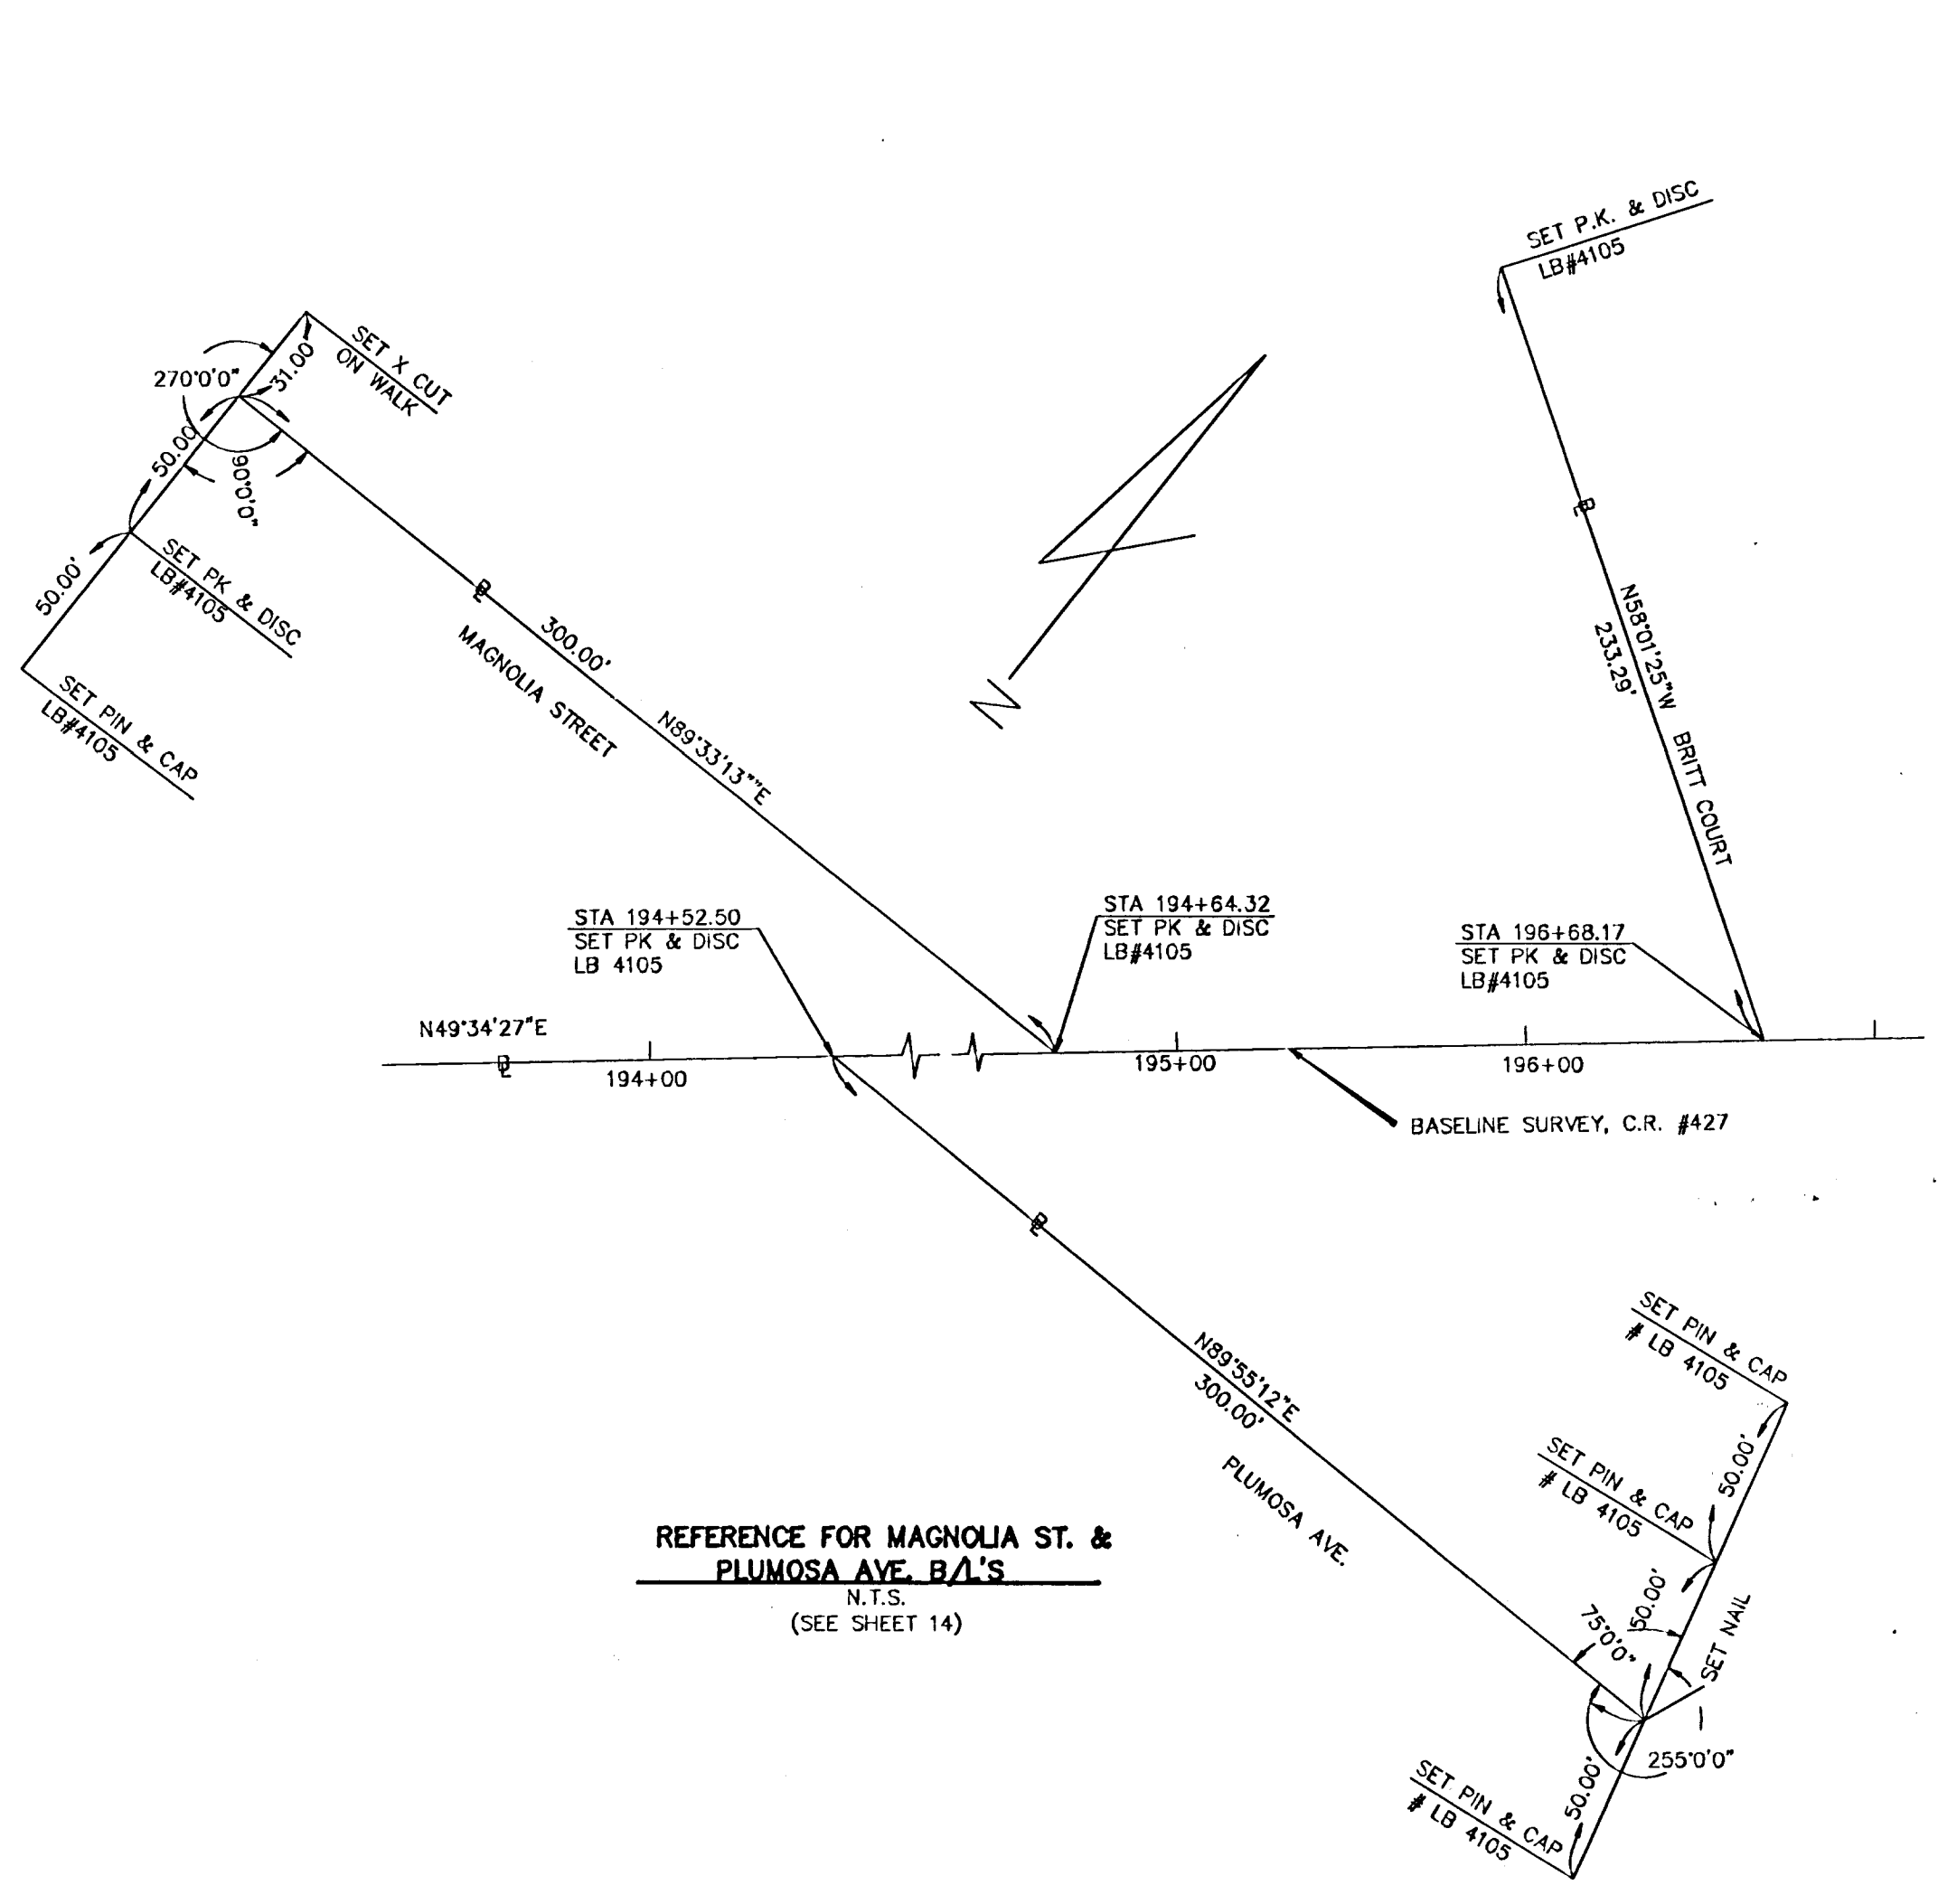 SET P.K. & DISC
LB#4105
SET X CUT
ON WALK
31.00'
270°0'0"
50.00'
90°0'0"
50.00'
SET PK & DISC
LB#4105
SET PIN & CAP
LB#4105
300.00'
MAGNOLIA STREET
N89°33'13""E
N
N58°01'25"W
233.29'
BRITT COURT
STA 194+52.50
SET PK & DISC
LB 4105
STA 194+64.32
SET PK & DISC
LB#4105
STA 196+68.17
SET PK & DISC
LB#4105
N49°34'27"E
194+00
195+00
196+00
BASELINE SURVEY, C.R. #427
N89°55'12"E
300.00'
PLUMOSA AVE.
SET PIN & CAP
# LB 4105
50.00'
SET PIN & CAP
# LB 4105
50.00'
75°0'0"
SET NAIL
255°0'0"
50.00'
SET PIN & CAP
# LB 4105
REFERENCE FOR MAGNOLIA ST. &
PLUMOSA AVE. B/L'S
N.T.S.
(SEE SHEET 14)